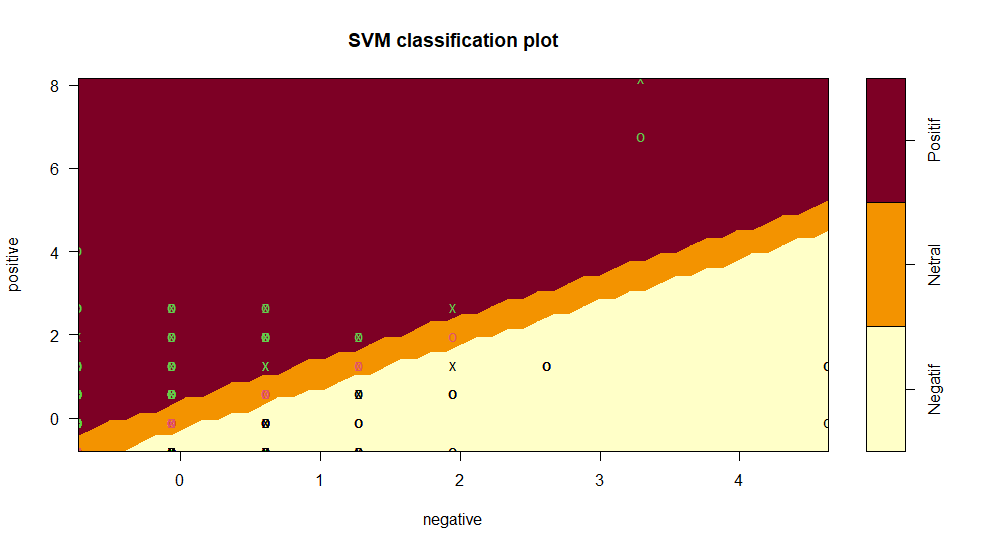 SVM classification plot
8
6
4
2
0
positive
0 1 2 3 4
negative
Positif
Netral
Negatif